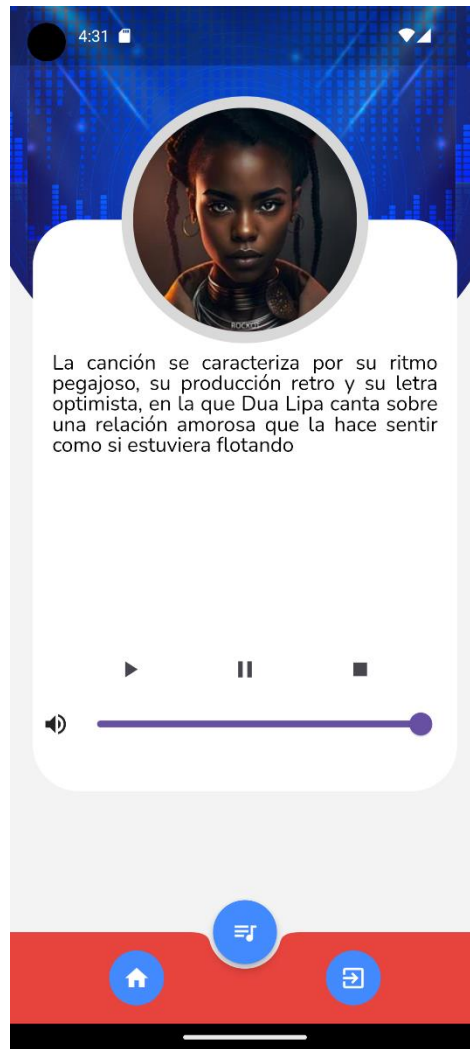 4:31
ROCKOS
La canción se caracteriza por su ritmo
pegajoso, su producción retro y su letra
optimista, en la que Dua Lipa canta sobre
una relación amorosa que la hace sentir
como si estuviera flotando